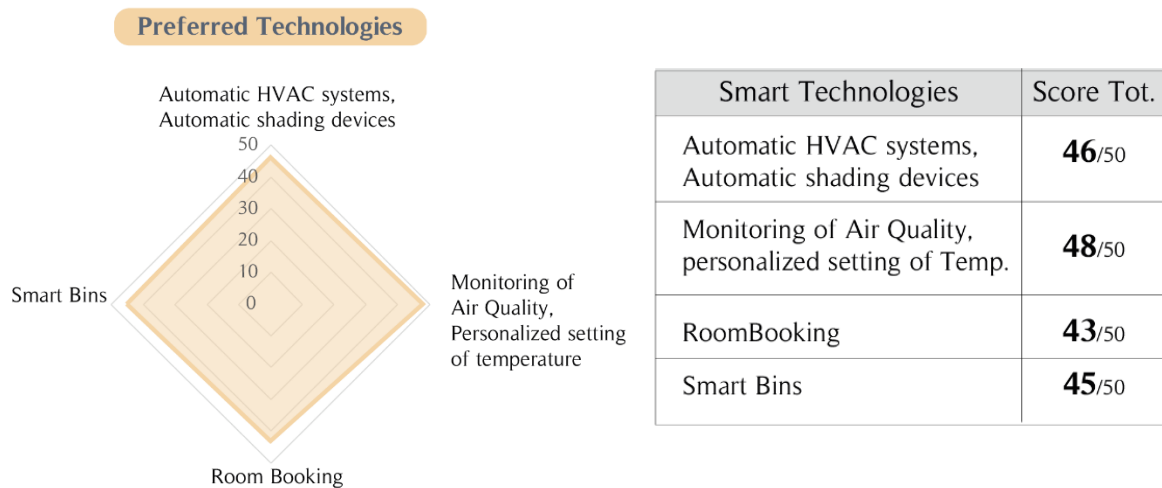 Preferred Technologies
Automatic HVAC systems,
Automatic shading devices
50
40
30
20
10
0
Smart Bins
Monitoring of
Air Quality,
Personalized setting
of temperature
Room Booking
Smart Technologies Score Tot.
Automatic HVAC systems,
Automatic shading devices
46/50
Monitoring of Air Quality,
personalized setting of Temp.
48/50
RoomBooking 43/50
Smart Bins 45/50